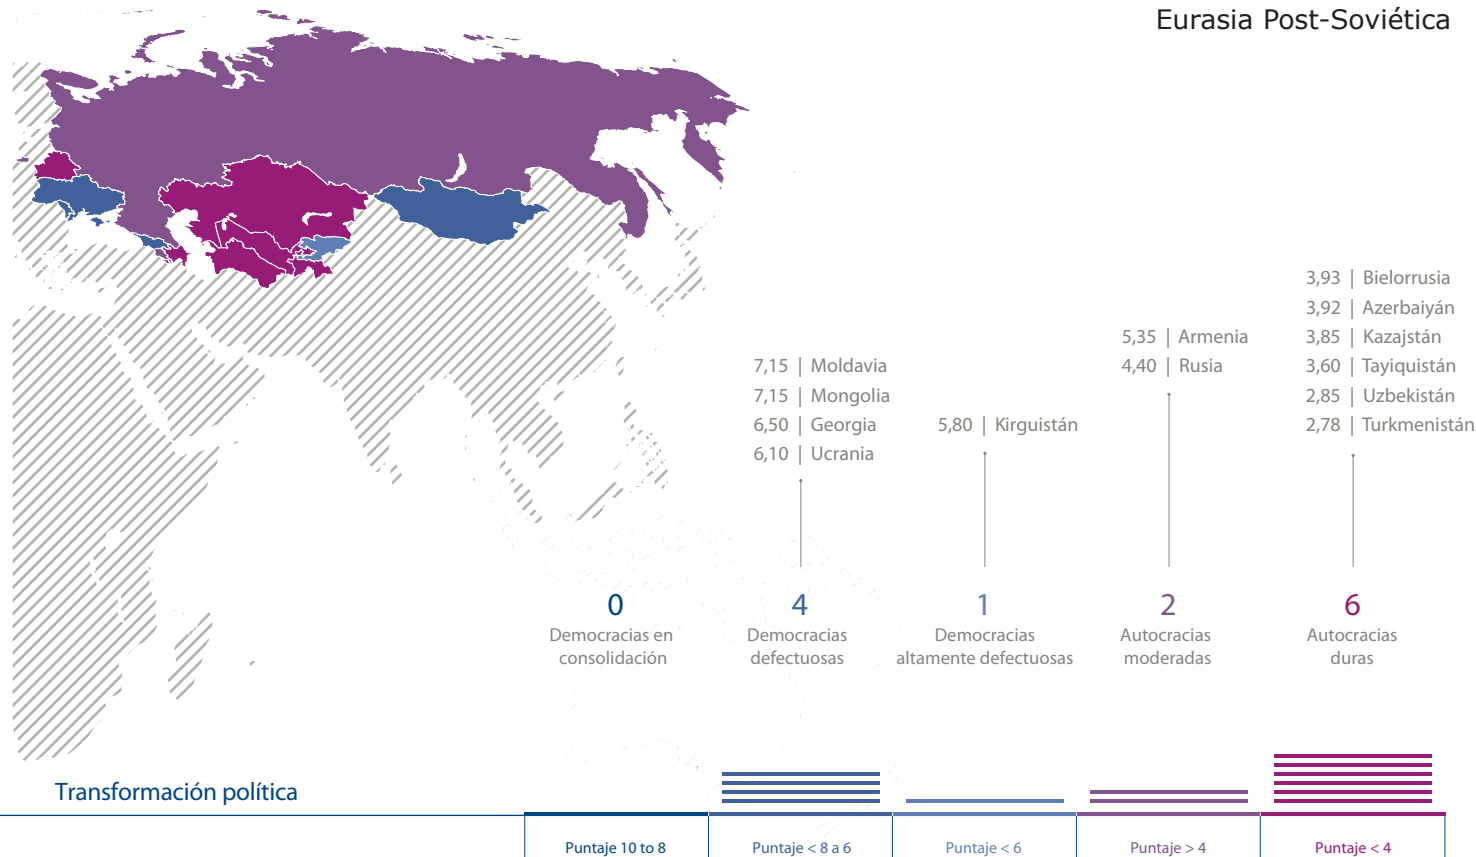 Eurasia Post-Soviética
7,15 | Moldavia
7,15 | Mongolia
6,50 | Georgia
6,10 | Ucrania
5,80 | Kirguistán
5,35 | Armenia
4,40 | Rusia
3,93 | Bielorrusia
3,92 | Azerbaiyán
3,85 | Kazajstán
3,60 | Tayiquistán
2,85 | Uzbekistán
2,78 | Turkmenistán
0
Democracias en
consolidación
4
Democracias
defectuosas
1
Democracias
altamente defectuosas
2
Autocracias
moderadas
6
Autocracias
duras
Transformación política
Puntaje 10 to 8
Puntaje < 8 a 6
Puntaje < 6
Puntaje > 4
Puntaje < 4